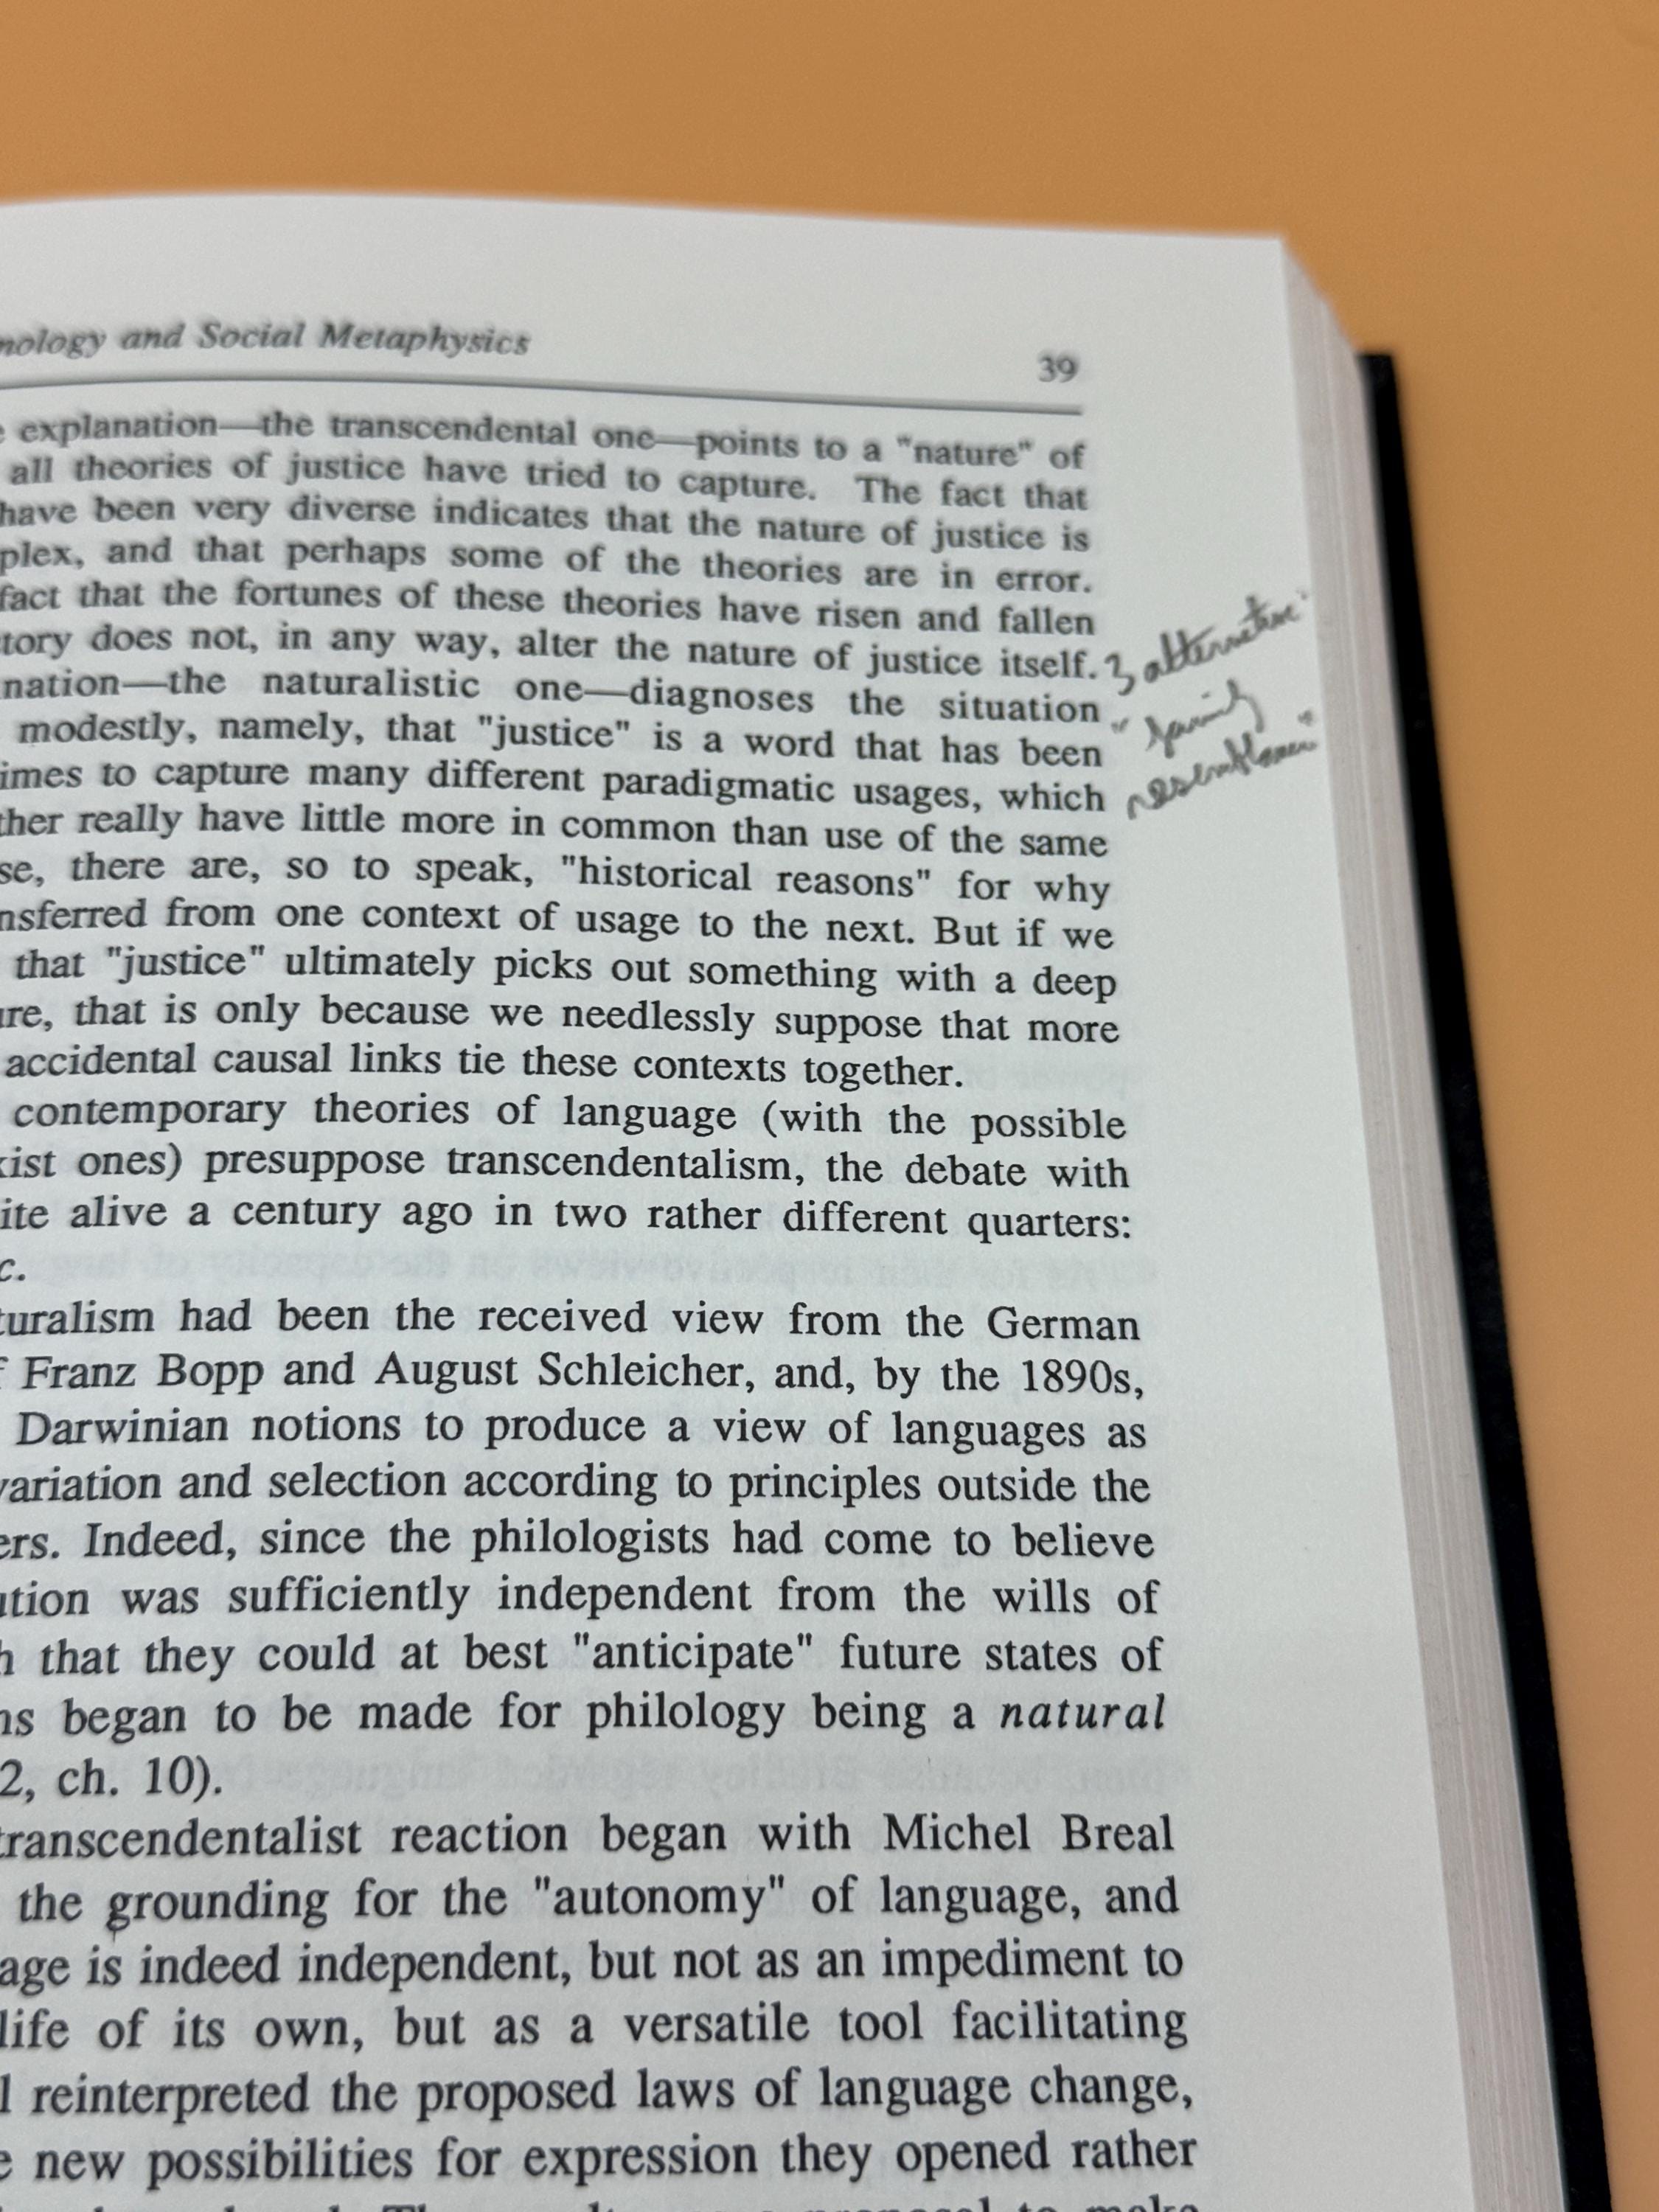 nology and Social Metaphysics
39
explanation—the transcendental one—points to a "nature" of
all theories of justice have tried to capture. The fact that
have been very diverse indicates that the nature of justice is
plex, and that perhaps some of the theories are in error.
fact that the fortunes of these theories have risen and fallen
tory does not, in any way, alter the nature of justice itself.
nation—the naturalistic one—diagnoses the situation
modestly, namely, that "justice" is a word that has been
imes to capture many different paradigmatic usages, which
ther really have little more in common than use of the same
se, there are, so to speak, "historical reasons" for why
nsferred from one context of usage to the next. But if we
that "justice" ultimately picks out something with a deep
ure, that is only because we needlessly suppose that more
accidental causal links tie these contexts together.
contemporary theories of language (with the possible
xist ones) presuppose transcendentalism, the debate with
ite alive a century ago in two rather different quarters:
c.
turalism had been the received view from the German
f Franz Bopp and August Schleicher, and, by the 1890s,
Darwinian notions to produce a view of languages as
variation and selection according to principles outside the
ers. Indeed, since the philologists had come to believe
ution was sufficiently independent from the wills of
h that they could at best "anticipate" future states of
ns began to be made for philology being a natural
2, ch. 10).
transcendentalist reaction began with Michel Breal
the grounding for the "autonomy" of language, and
age is indeed independent, but not as an impediment to
life of its own, but as a versatile tool facilitating
l reinterpreted the proposed laws of language change,
e new possibilities for expression they opened rather
3 alternative:
"family
resemblance"